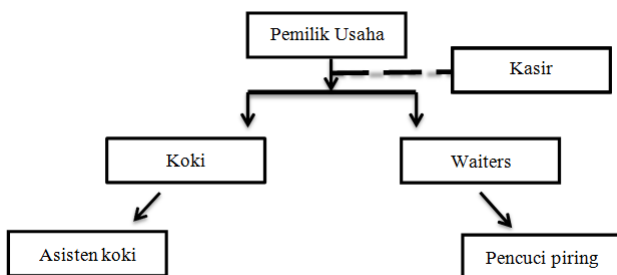 Pemilik Usaha
Kasir
Koki
Waiters
Asisten koki
Pencuci piring